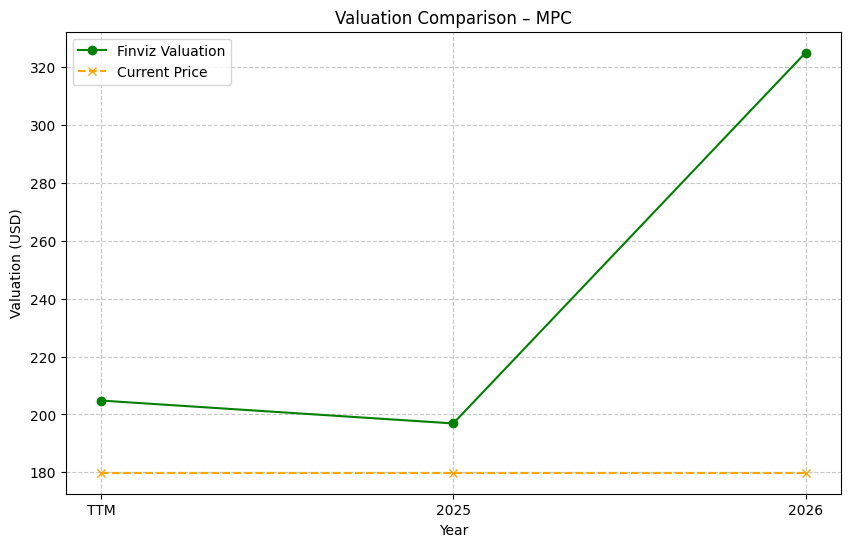 Valuation Comparison – MPC
Finviz Valuation
Current Price
Valuation (USD)
320
300
280
260
240
220
200
180
TTM
2025
2026
Year